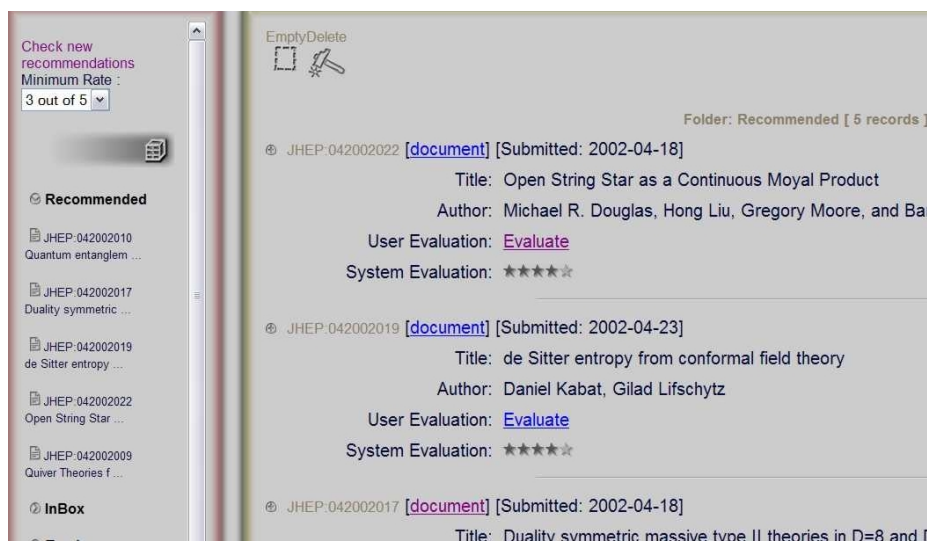 Check new
recommendations
Minimum Rate :
3 out of 5
Recommended
JHEP:042002010
Quantum entanglem ...
JHEP:042002017
Duality symmetric ...
JHEP:042002019
de Sitter entropy ...
JHEP:042002022
Open String Star ...
JHEP:042002009
Quiver Theories f ...
InBox
EmptyDelete
Folder: Recommended [ 5 records ]
JHEP:042002022 [document] [Submitted: 2002-04-18]
Title: Open String Star as a Continuous Moyal Product
Author: Michael R. Douglas, Hong Liu, Gregory Moore, and Ba
User Evaluation: Evaluate
System Evaluation:
JHEP:042002019 [document] [Submitted: 2002-04-23]
Title: de Sitter entropy from conformal field theory
Author: Daniel Kabat, Gilad Lifschytz
User Evaluation: Evaluate
System Evaluation:
JHEP:042002017 [document] [Submitted: 2002-04-18]
Title: Duality symmetric massive type II theories in D=8 and